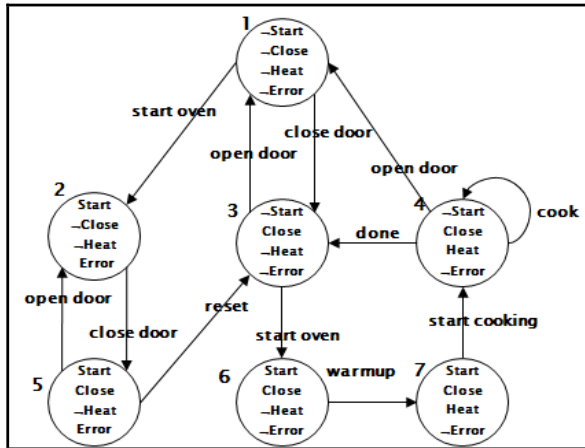 1
¬Start
¬Close
¬Heat
¬Error
start oven
close door
open door
open door
2
Start
¬Close
¬Heat
Error
3
¬Start
Close
¬Heat
¬Error
4
¬Start
Close
Heat
¬Error
cook
done
open door
close door
reset
start oven
start cooking
5
Start
Close
¬Heat
Error
6
Start
Close
¬Heat
¬Error
warmup
7
Start
Close
Heat
¬Error